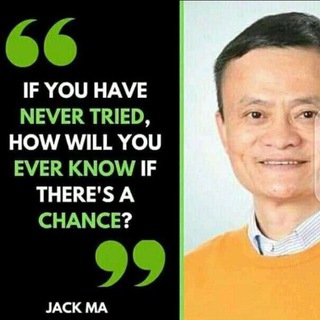 IF YOU HAVE
NEVER TRIED,
HOW WILL YOU
EVER KNOW IF
THERE'S A
CHANCE?
JACK MA